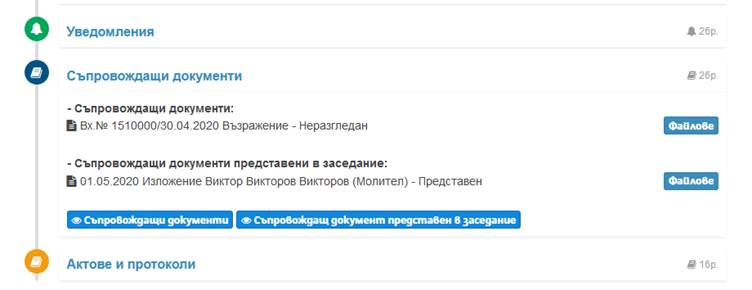 Уведомления 2бр.
Съпровождащи документи 2бр.
- Съпровождащи документи:
Вх.№ 1510000/30.04.2020 Възражение - Неразгледан Файлове
- Съпровождащи документи представени в заседание:
01.05.2020 Изложение Виктор Викторов Викторов (Молител) - Представен Файлове
Съпровождащи документи Съпровождащ документ представен в заседание
Актове и протоколи 1бр.